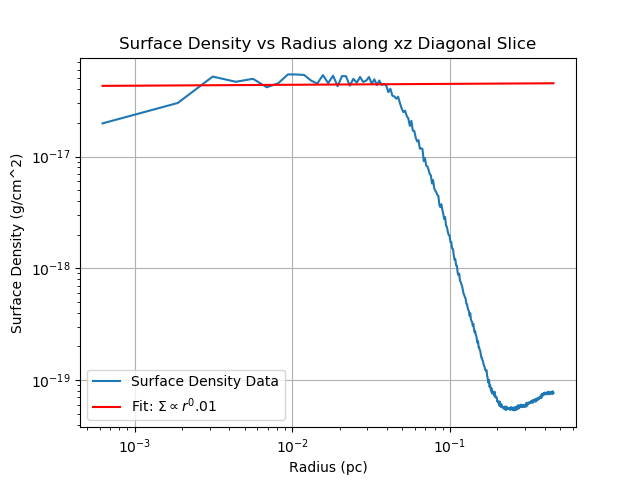 Surface Density vs Radius along xz Diagonal Slice
Surface Density (g/cm^2)
10⁻¹⁷
10⁻¹⁸
10⁻¹⁹
Surface Density Data
Fit: Σ ∝ r⁰.01
10⁻³
10⁻²
10⁻¹
Radius (pc)